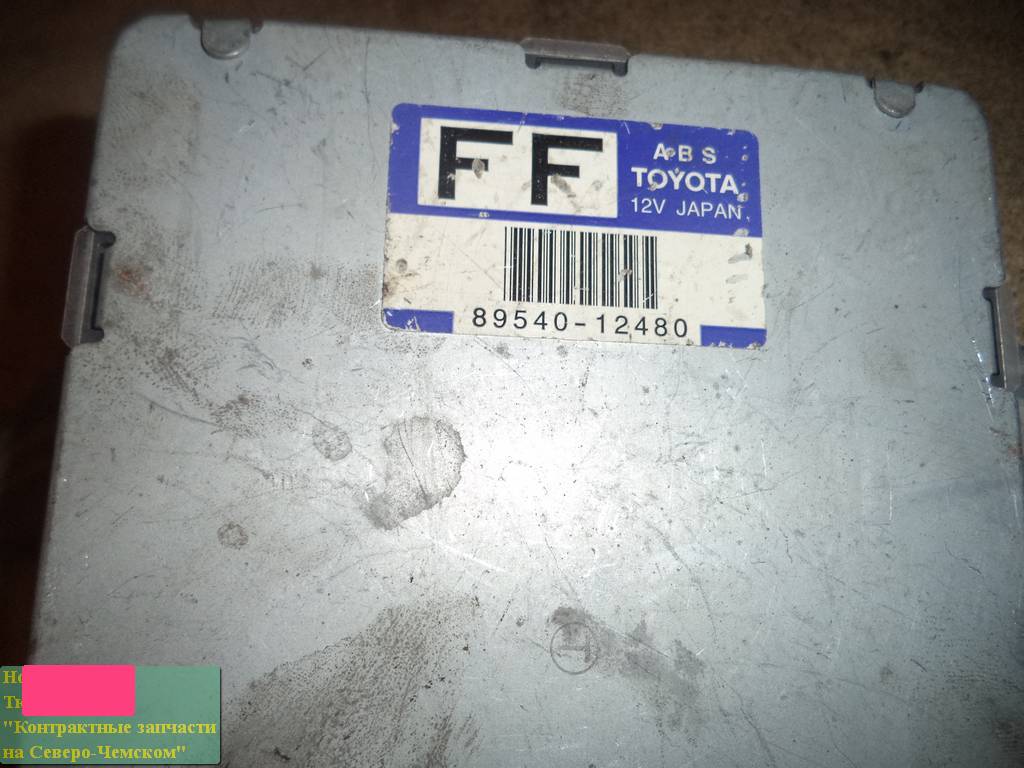 FF
ABS
TOYOTA
12V JAPAN
89540-12480
"Контрактные запчасти
на Северо-Чемском"